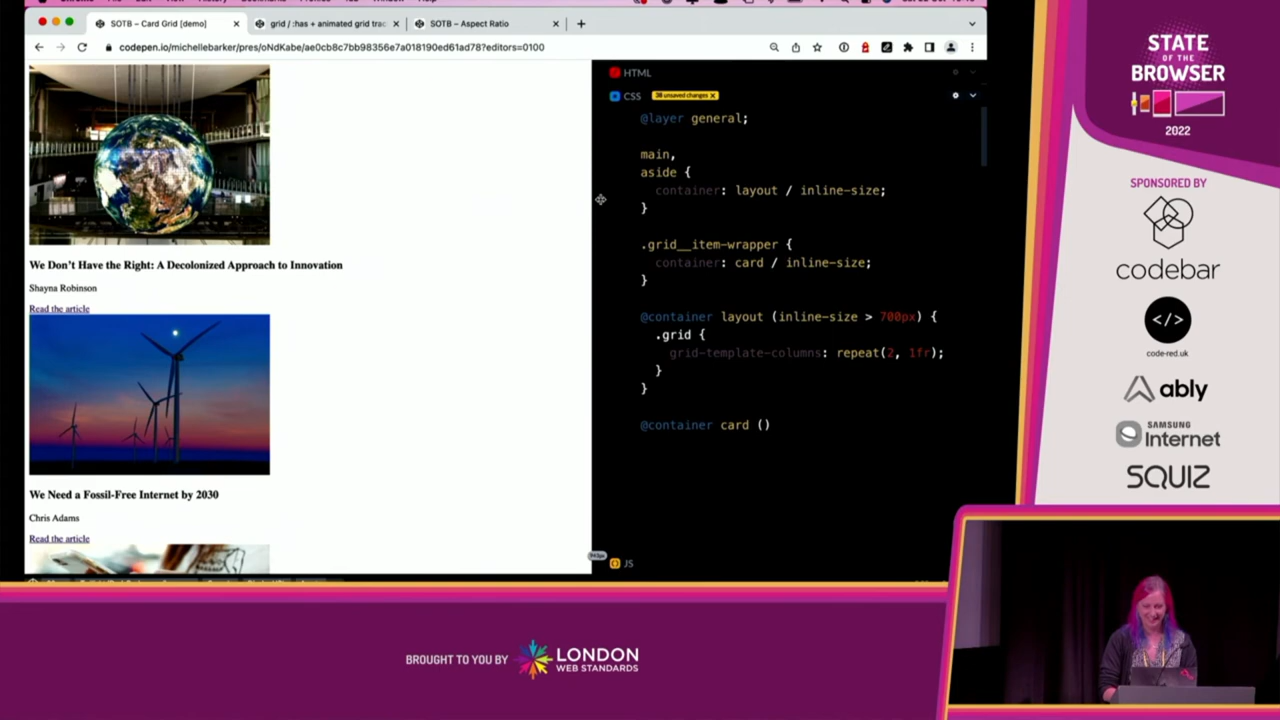 SOTB – Card Grid [demo]
grid / :has + animated grid trac
SOTB – Aspect Ratio
codepen.io/michellebarker/pres/oNdKabe/ae0cb8c7bb98356e7a018190ed61ad78?editors=0100
We Don't Have the Right: A Decolonized Approach to Innovation
Shayna Robinson
Read the article
We Need a Fossil-Free Internet by 2030
Chris Adams
Read the article
HTML
CSS
38 unsaved changes X
@layer general;
main,
aside {
container: layout / inline-size;
}
.grid__item-wrapper {
container: card / inline-size;
}
@container layout (inline-size > 700px) {
.grid {
grid-template-columns: repeat(2, 1fr);
}
}
@container card ()
JS
STATE
OF THE
BROWSER
2022
SPONSORED BY
codebar
</>
code-red.uk
ably
SAMSUNG
Internet
SQUIZ
BROUGHT TO YOU BY
LONDON
WEB STANDARDS